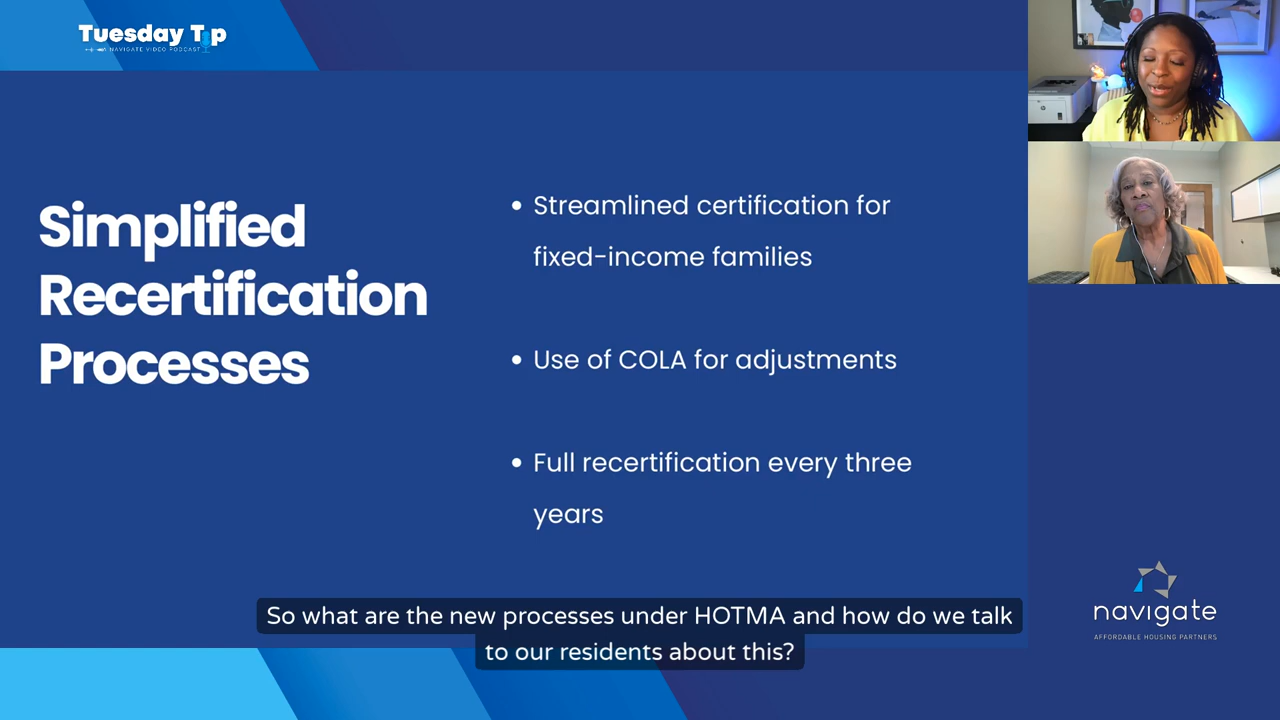 Tuesday Tip
NAVIGATE VIDEO PODCAST
Simplified
Recertification
Processes
• Streamlined certification for
fixed-income families
• Use of COLA for adjustments
• Full recertification every three
years
So what are the new processes under HOTMA and how do we talk
to our residents about this?
navigate
AFFORDABLE HOUSING PARTNERS